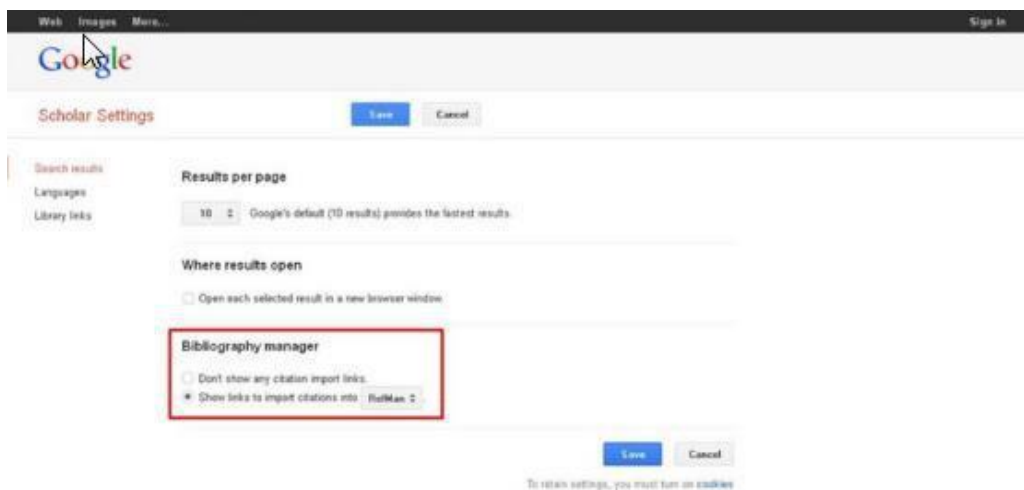 Web Images More... Sign in
Google
Scholar Settings Save Cancel
Search results
Languages
Library links
Results per page
10 Google's default (10 results) provides the fastest results.
Where results open
Open each selected result in a new browser window.
Bibliography manager
Don't show any citation import links.
Show links to import citations into RefMan .
Save Cancel
To retain settings, you must turn on cookies